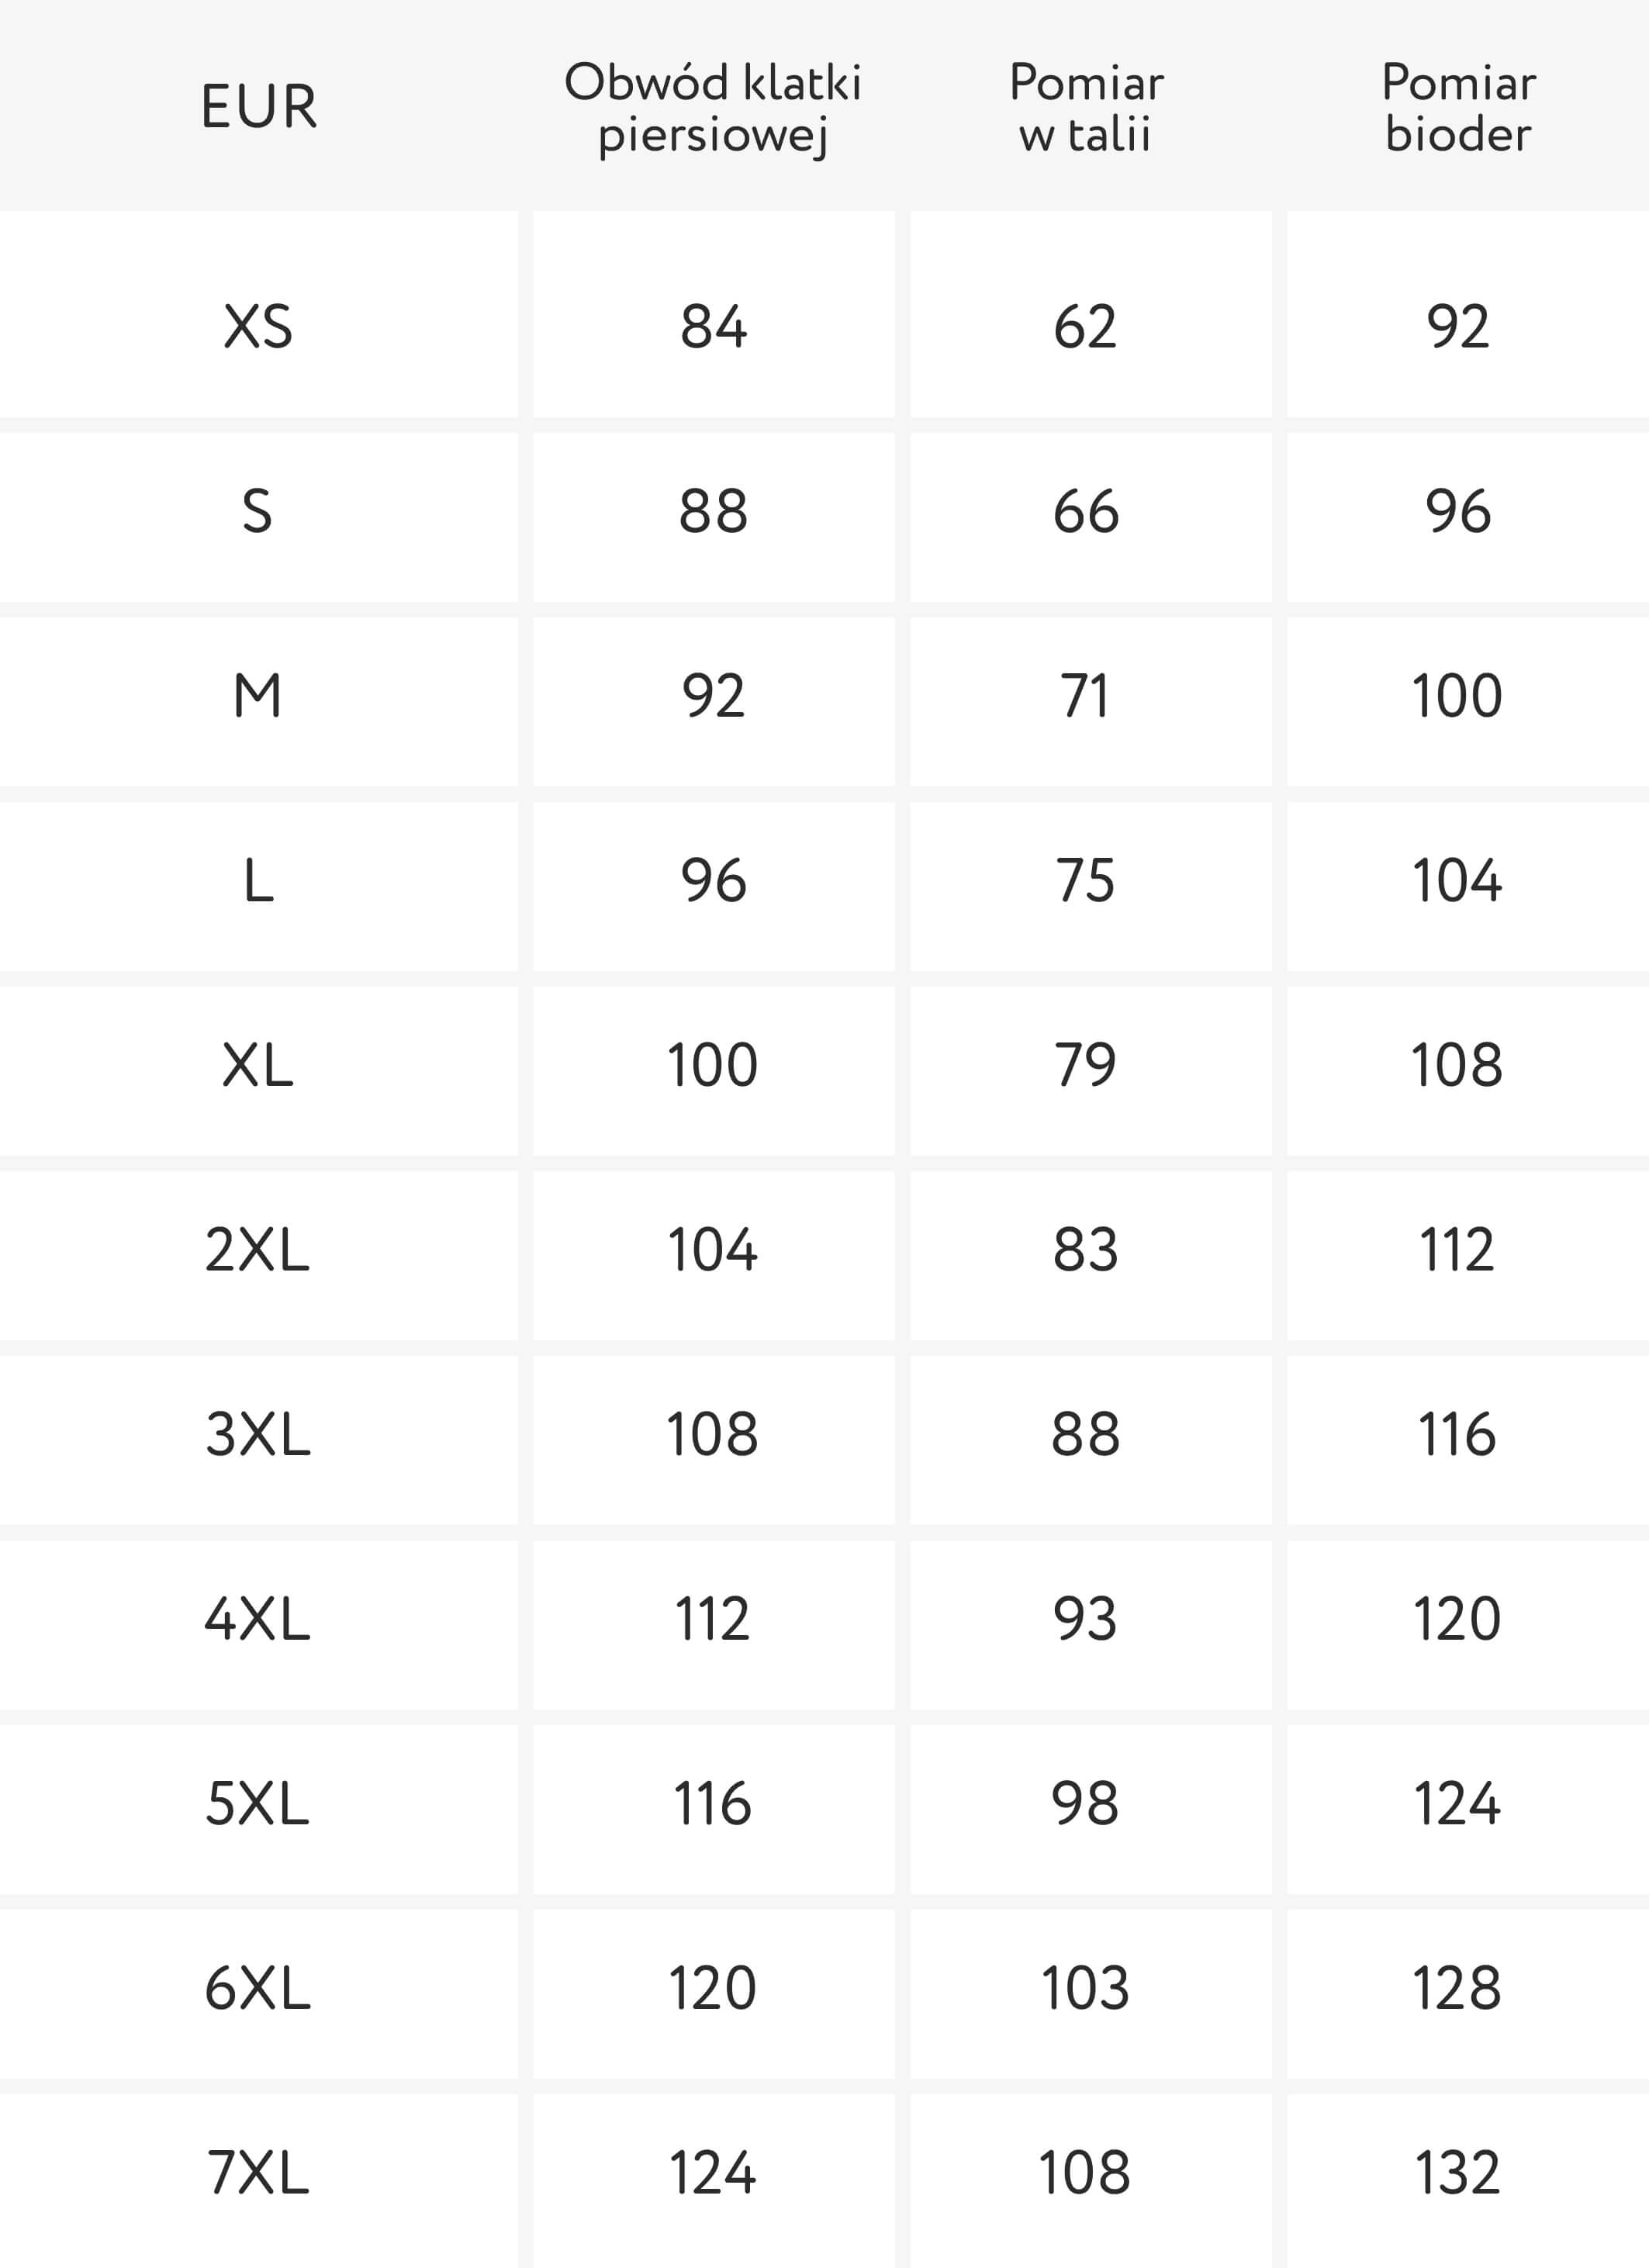 EUR Obwód klatki piersiowej Pomiar w talii Pomiar bioder
XS 84 62 92
S 88 66 96
M 92 71 100
L 96 75 104
XL 100 79 108
2XL 104 83 112
3XL 108 88 116
4XL 112 93 120
5XL 116 98 124
6XL 120 103 128
7XL 124 108 132